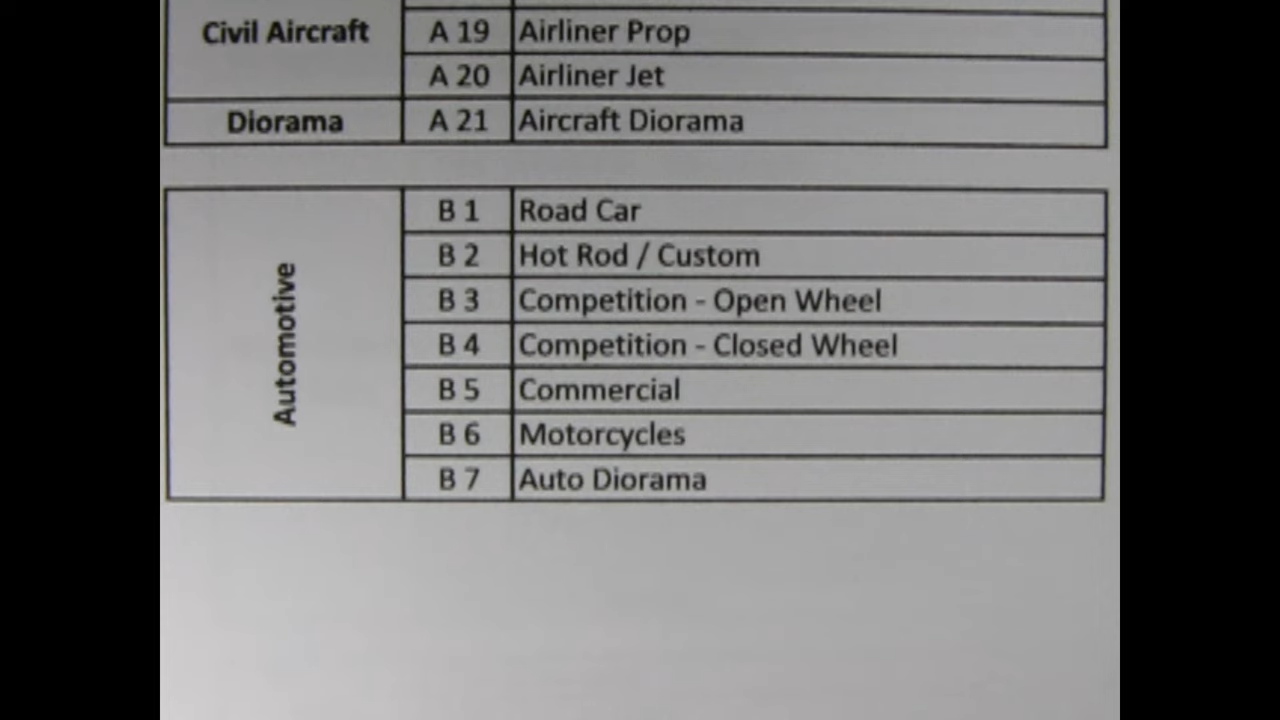 Civil Aircraft A 19 Airliner Prop
A 20 Airliner Jet
Diorama A 21 Aircraft Diorama
Automotive
B 1 Road Car
B 2 Hot Rod / Custom
B 3 Competition - Open Wheel
B 4 Competition - Closed Wheel
B 5 Commercial
B 6 Motorcycles
B 7 Auto Diorama